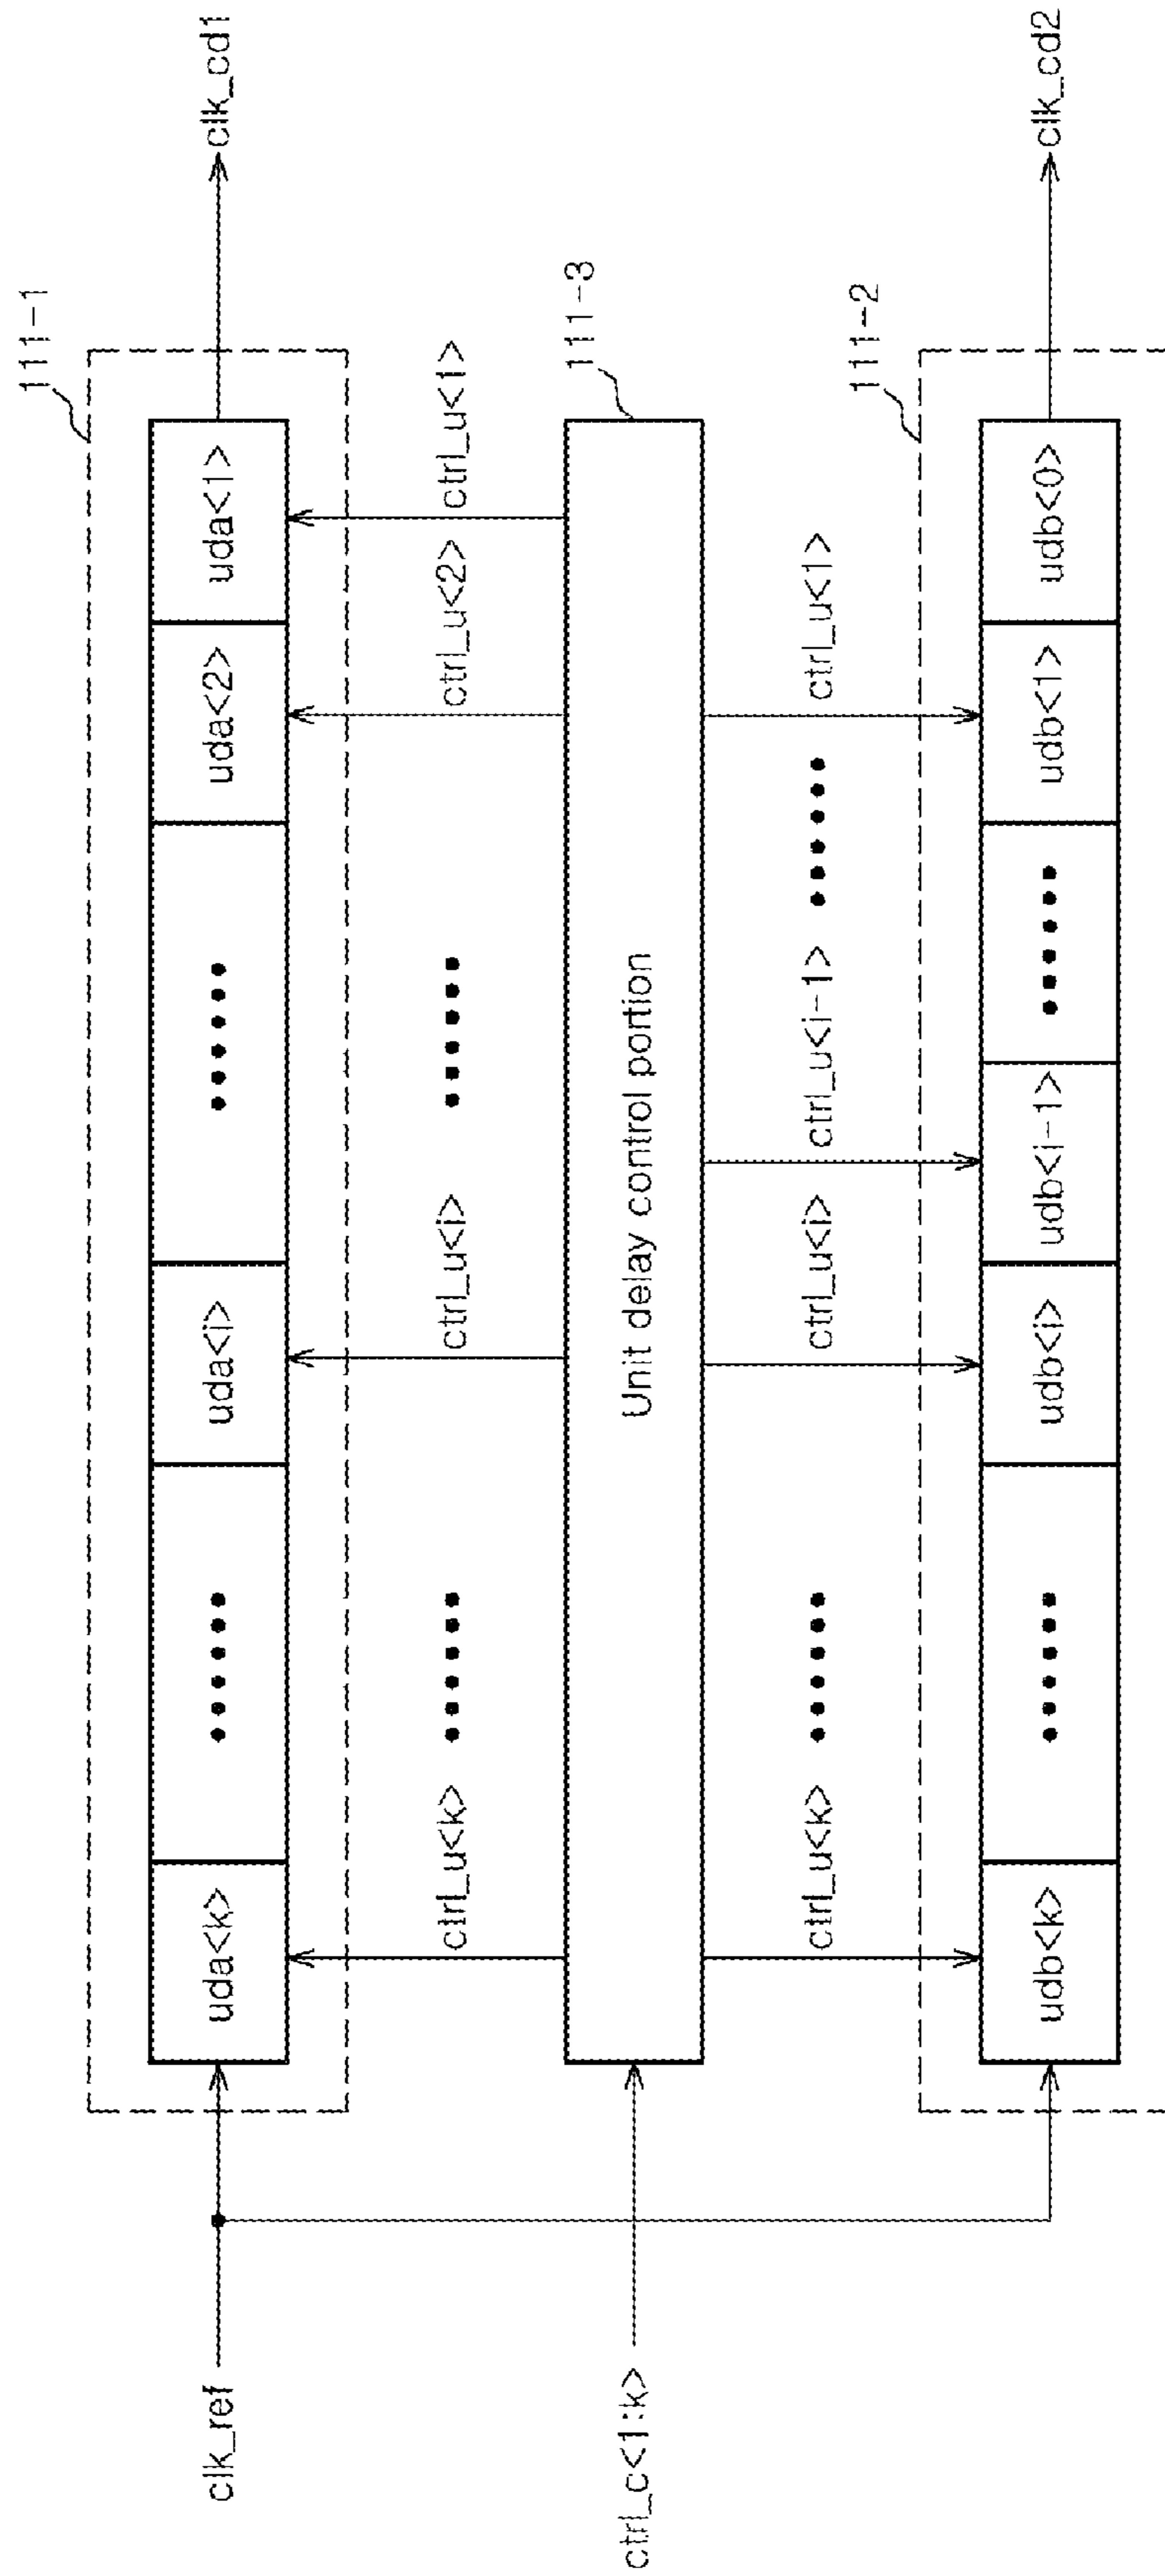 111-1
clk_ref
uda<k>
uda<i>
uda<2>
uda<1>
clk_cd1
ctrl_u<k>
ctrl_u<i>
ctrl_u<2>
ctrl_u<1>
111-3
ctrl_c<1:k>
Unit delay control portion
ctrl_u<k>
ctrl_u<i>
ctrl_u<i-1>
ctrl_u<1>
111-2
udb<k>
udb<i>
udb<i-1>
udb<1>
udb<0>
clk_cd2